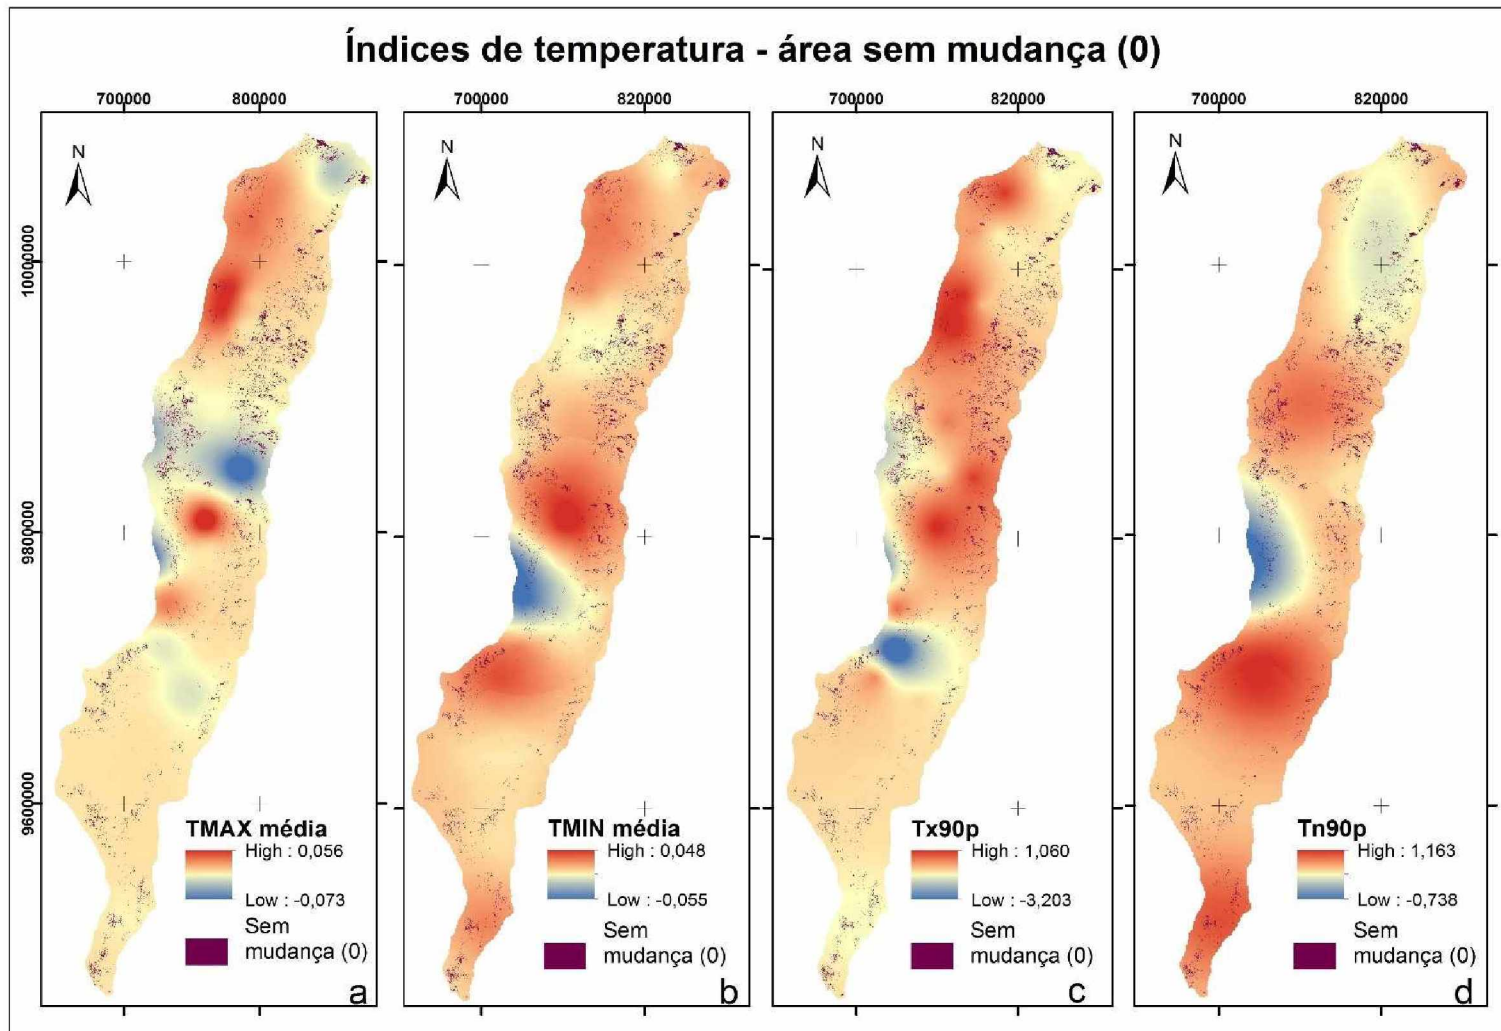 Índices de temperatura - área sem mudança (0)
700000 800000
700000 820000
700000 820000
700000 820000
N
N
N
N
10000000
9800000
9600000
TMAX média
High : 0,056
Low : -0,073
Sem
mudança (0)
a
TMIN média
High : 0,048
Low : -0,055
Sem
mudança (0)
b
Tx90p
High : 1,060
Low : -3,203
Sem
mudança (0)
c
Tn90p
High : 1,163
Low : -0,738
Sem
mudança (0)
d